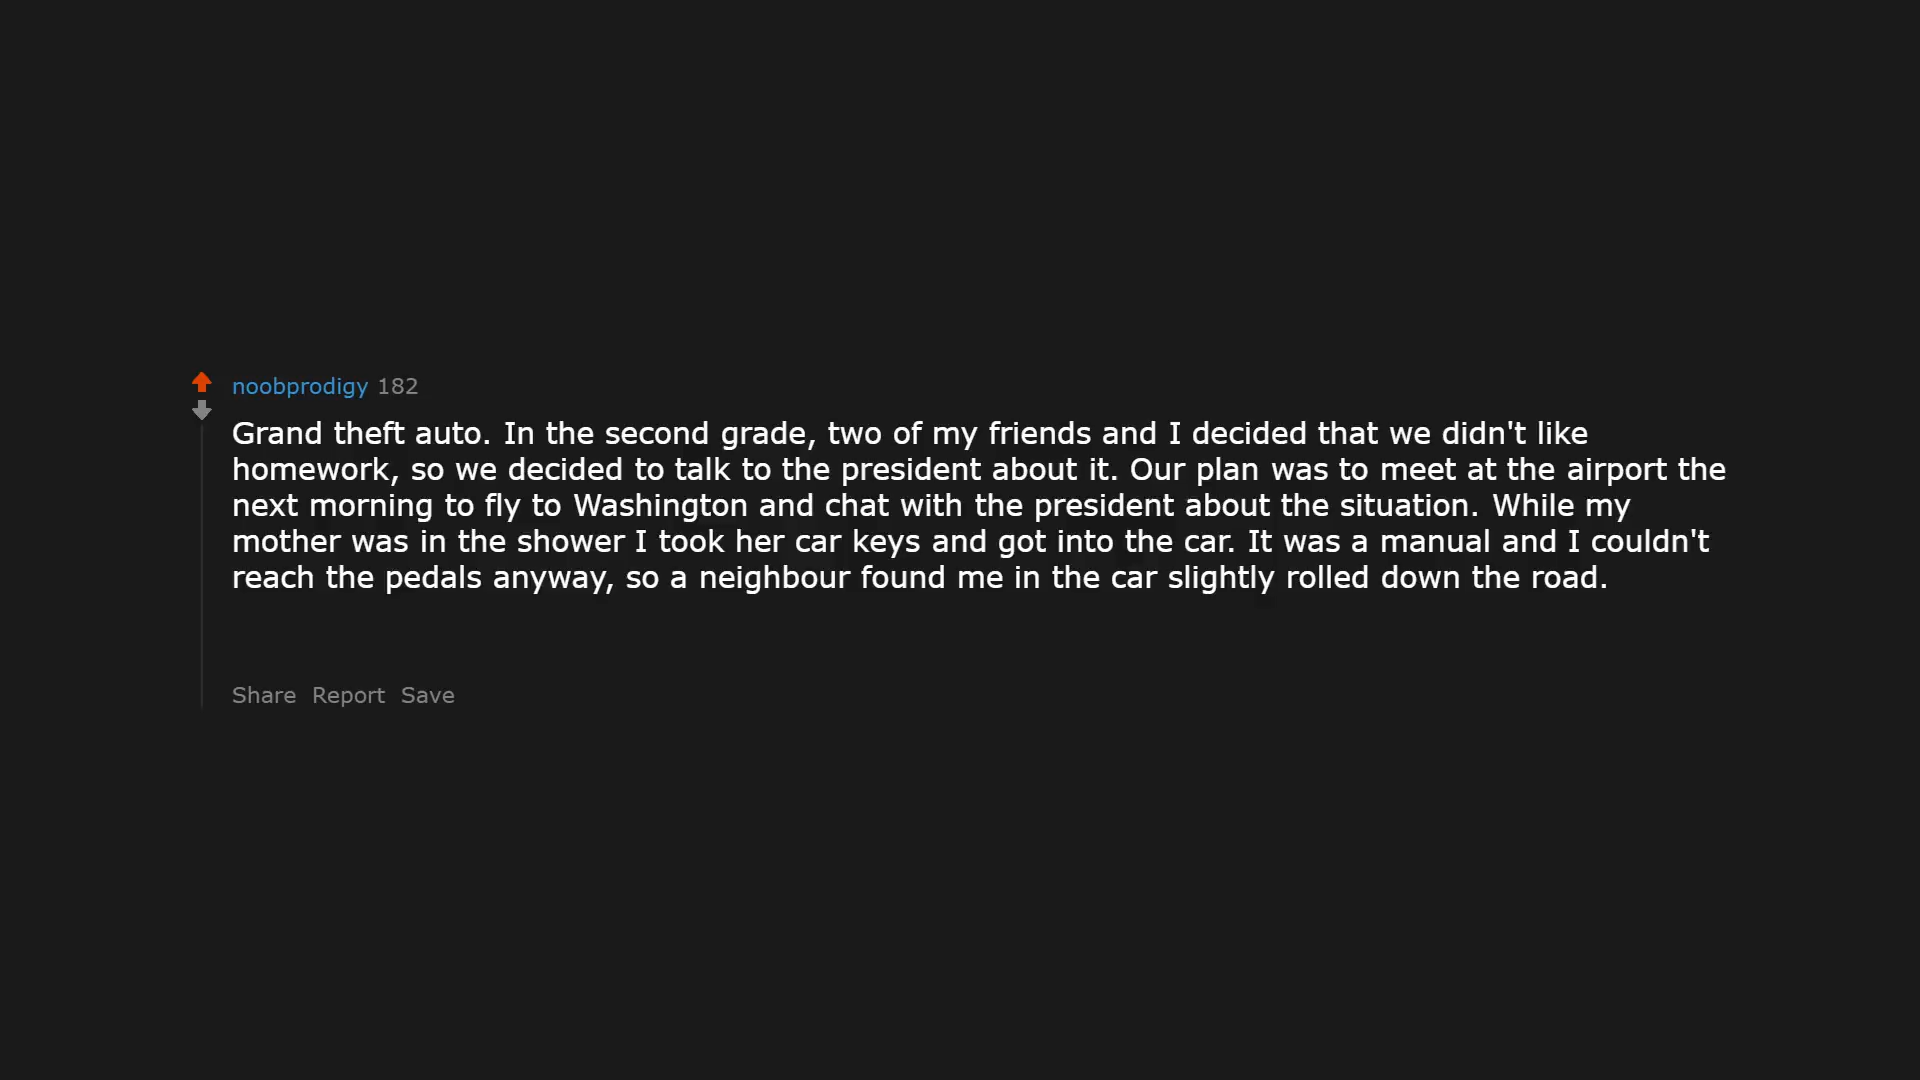 noobprodigy 182
Grand theft auto. In the second grade, two of my friends and I decided that we didn't like
homework, so we decided to talk to the president about it. Our plan was to meet at the airport the
next morning to fly to Washington and chat with the president about the situation. While my
mother was in the shower I took her car keys and got into the car. It was a manual and I couldn't
reach the pedals anyway, so a neighbour found me in the car slightly rolled down the road.
Share Report Save